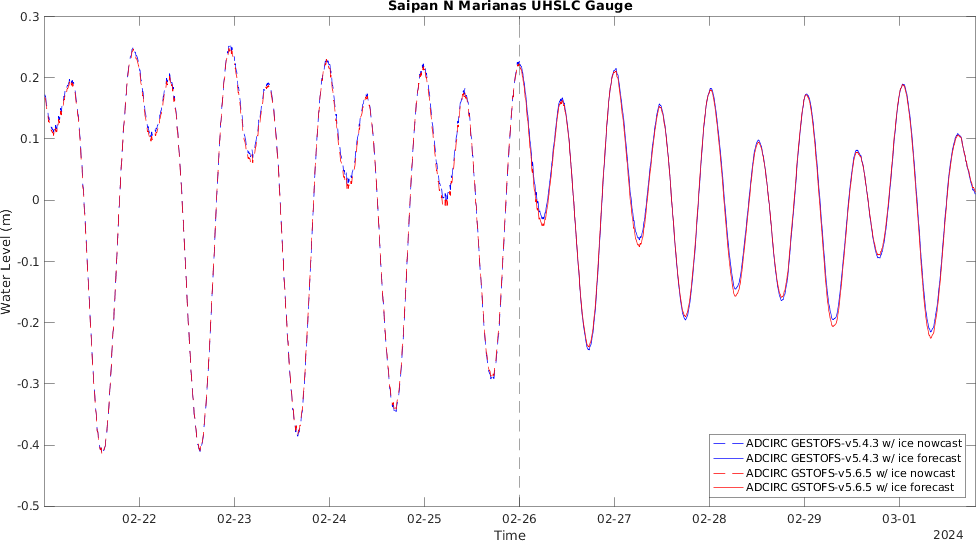 Saipan N Marianas UHSLC Gauge
0.3
0.2
0.1
0
-0.1
-0.2
-0.3
-0.4
-0.5
Water Level (m)
ADCIRC GESTOFS-v5.4.3 w/ ice nowcast
ADCIRC GESTOFS-v5.4.3 w/ ice forecast
ADCIRC GSTOFS-v5.6.5 w/ ice nowcast
ADCIRC GSTOFS-v5.6.5 w/ ice forecast
02-22 02-23 02-24 02-25 02-26 02-27 02-28 02-29 03-01
Time
2024